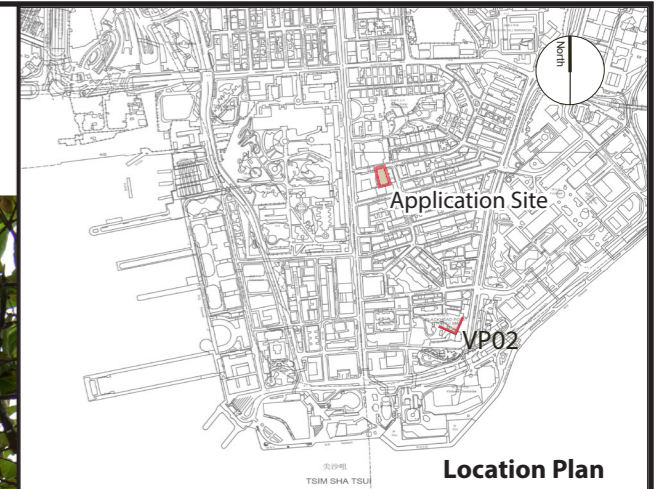 North
Application Site
VP02
Location Plan
尖沙咀
TSIM SHA TSUI